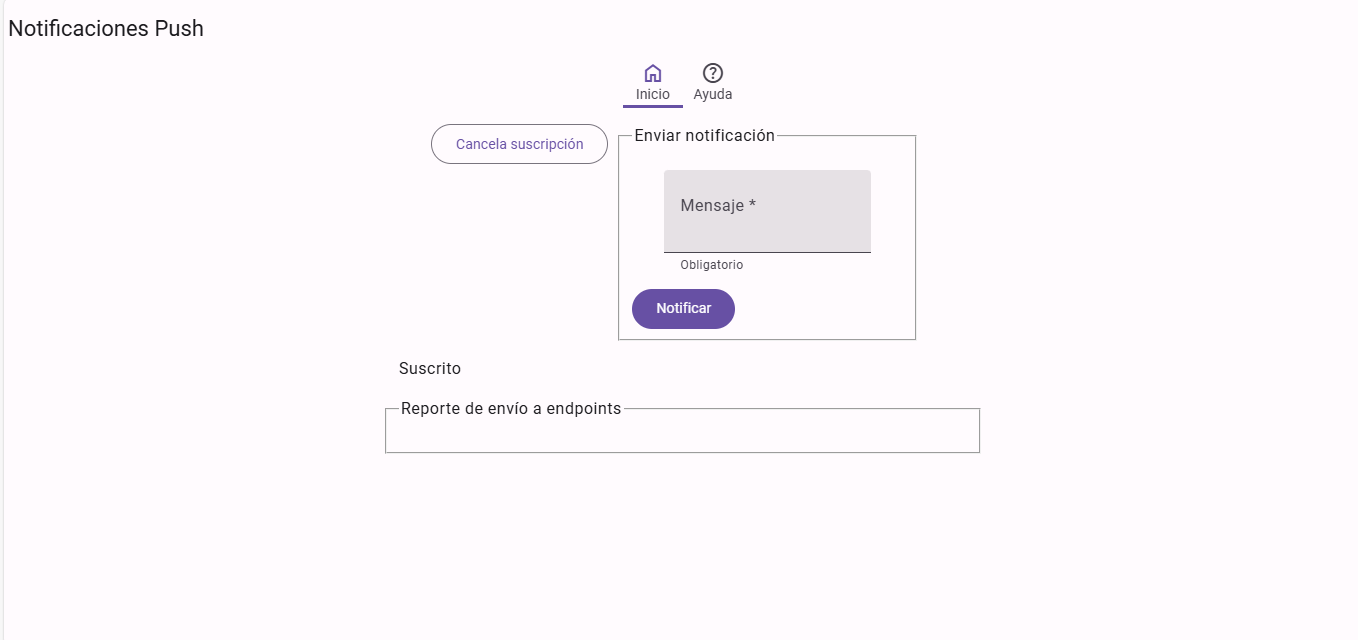 Notificaciones Push
Inicio
Ayuda
Cancela suscripción
Enviar notificación
Mensaje *
Obligatorio
Notificar
Suscrito
Reporte de envío a endpoints